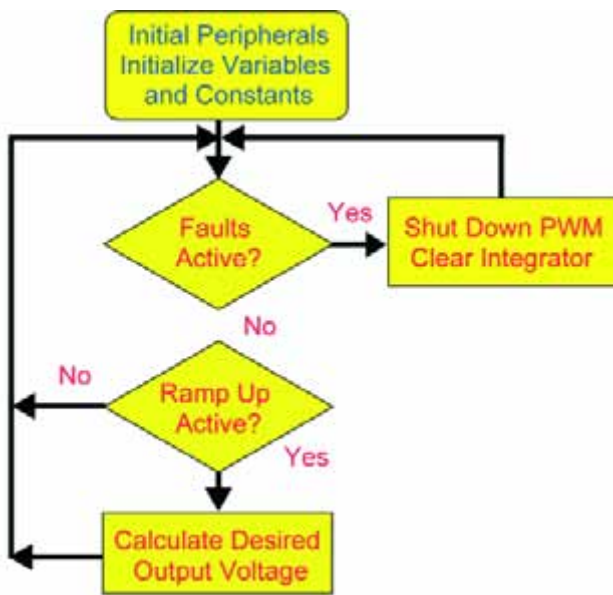 Initial Peripherals
Initialize Variables
and Constants
Faults
Active?
Yes
Shut Down PWM
Clear Integrator
No
No
Ramp Up
Active?
Yes
Calculate Desired
Output Voltage